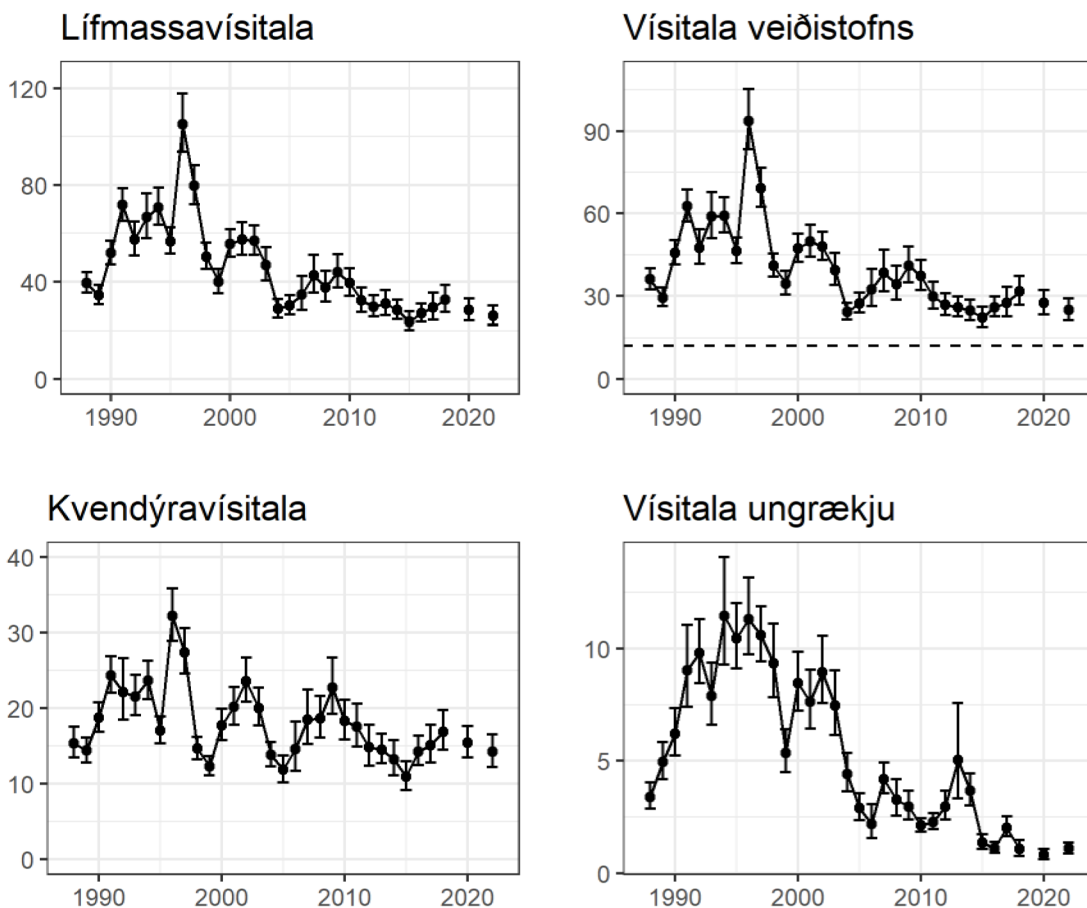 Lífmassavísitala
120
80
40
0
1990 2000 2010 2020
Vísitala veiðistofns
90
60
30
0
1990 2000 2010 2020
Kvendýravísitala
40
30
20
10
0
1990 2000 2010 2020
Vísitala ungrækju
10
5
0
1990 2000 2010 2020